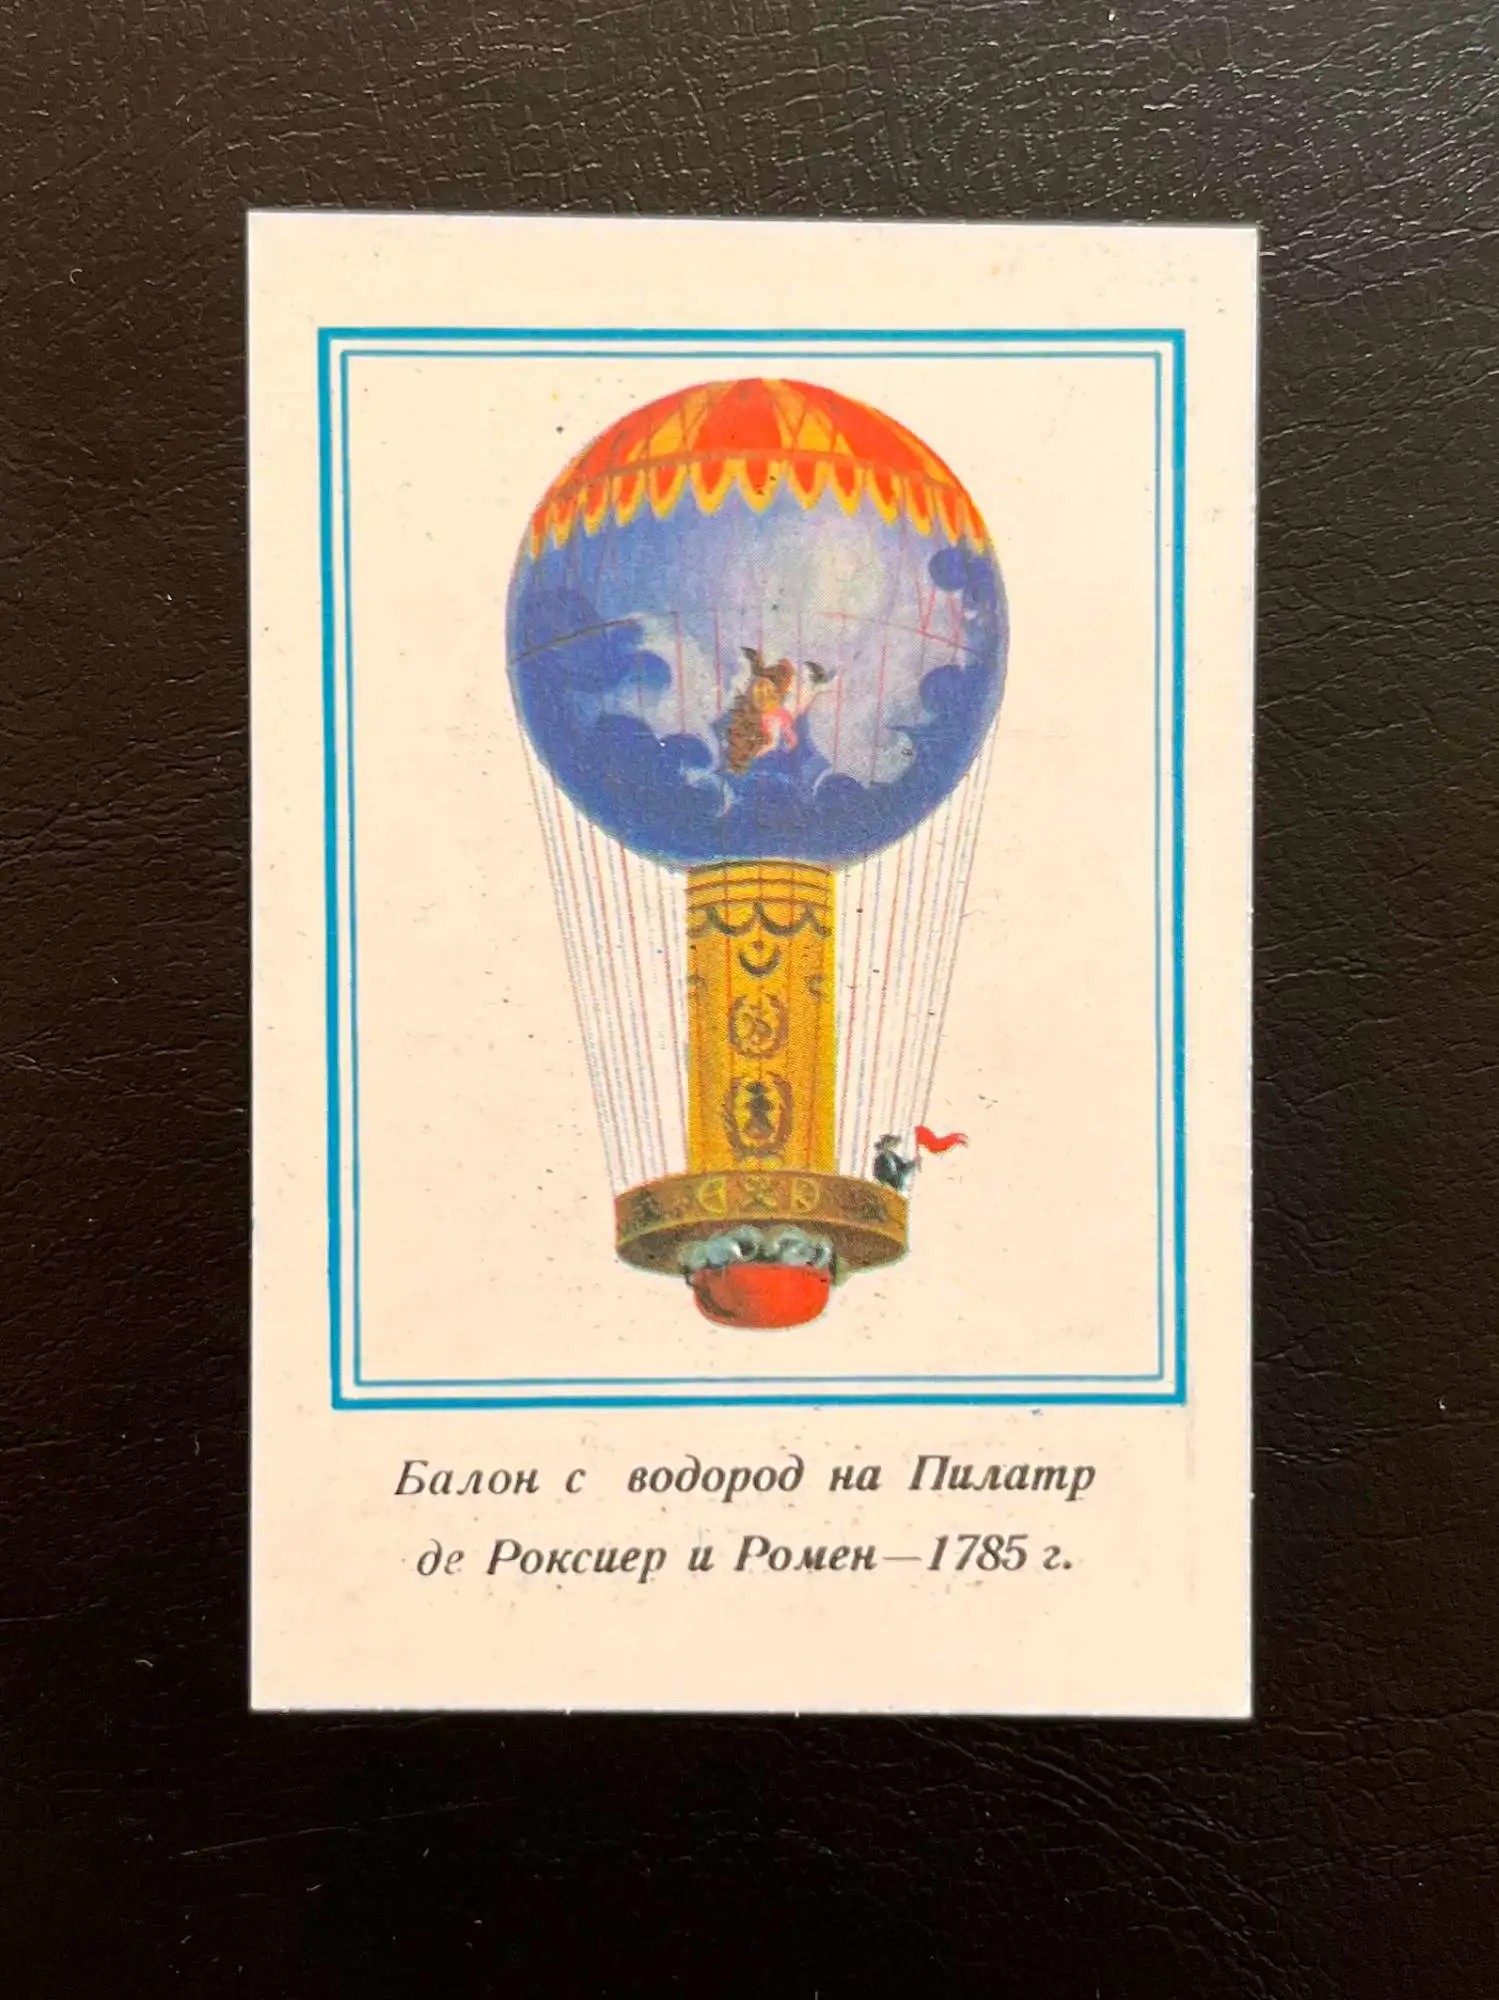 Балон с водород на Пилатр
де Роксиер и Ромен—1785 г.